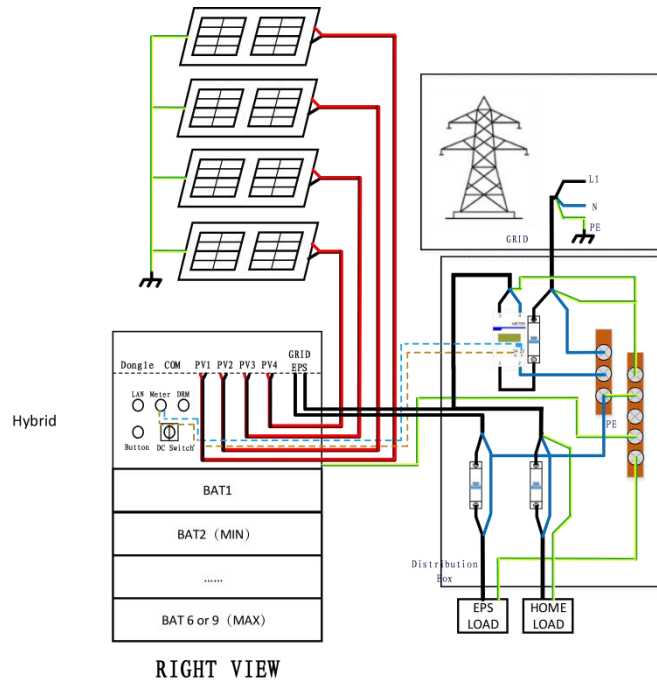 L1
N
PE
GRID
METER
GRID
Dongle COM PV1 PV2 PV3 PV4 EPS
LAN Meter DRM
Button DC Switch
Hybrid
PE
BAT1
BAT2（MIN）
......
BAT 6 or 9（MAX）
Distribution
Box
EPS
LOAD
HOME
LOAD
RIGHT VIEW